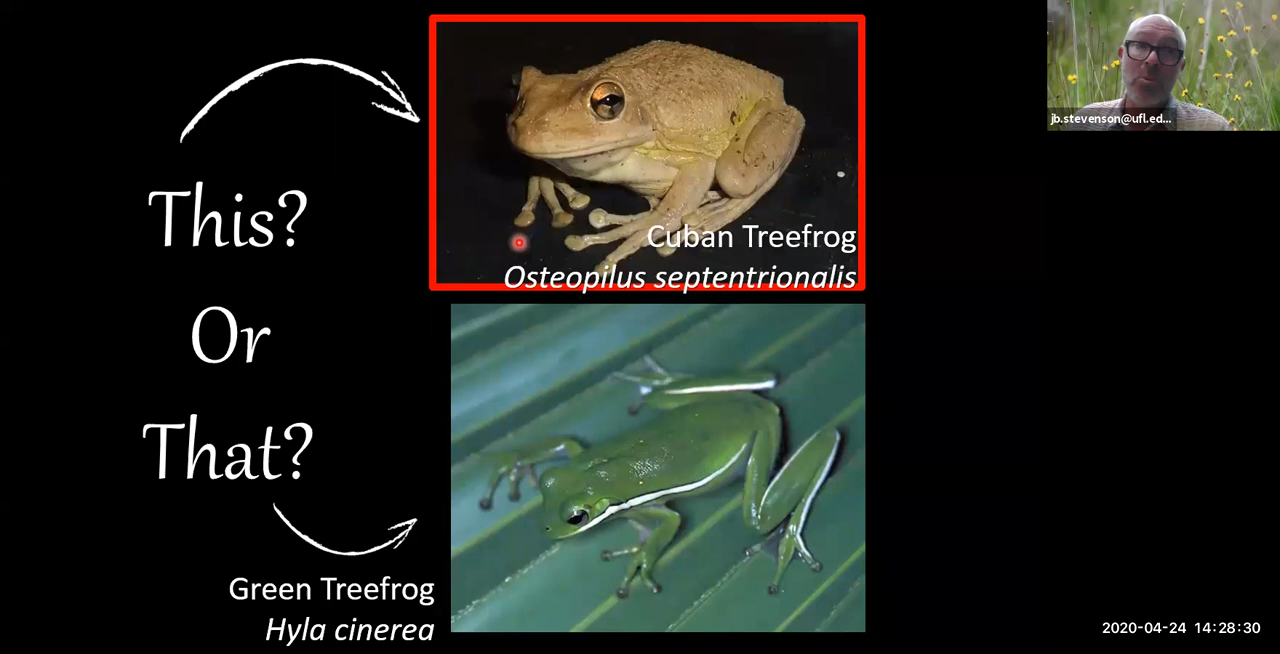 This?
Or
That?
Cuban Treefrog
Osteopilus septentrionalis
Green Treefrog
Hyla cinerea
jb.stevenson@ufl.ed...
2020-04-24 14:28:30